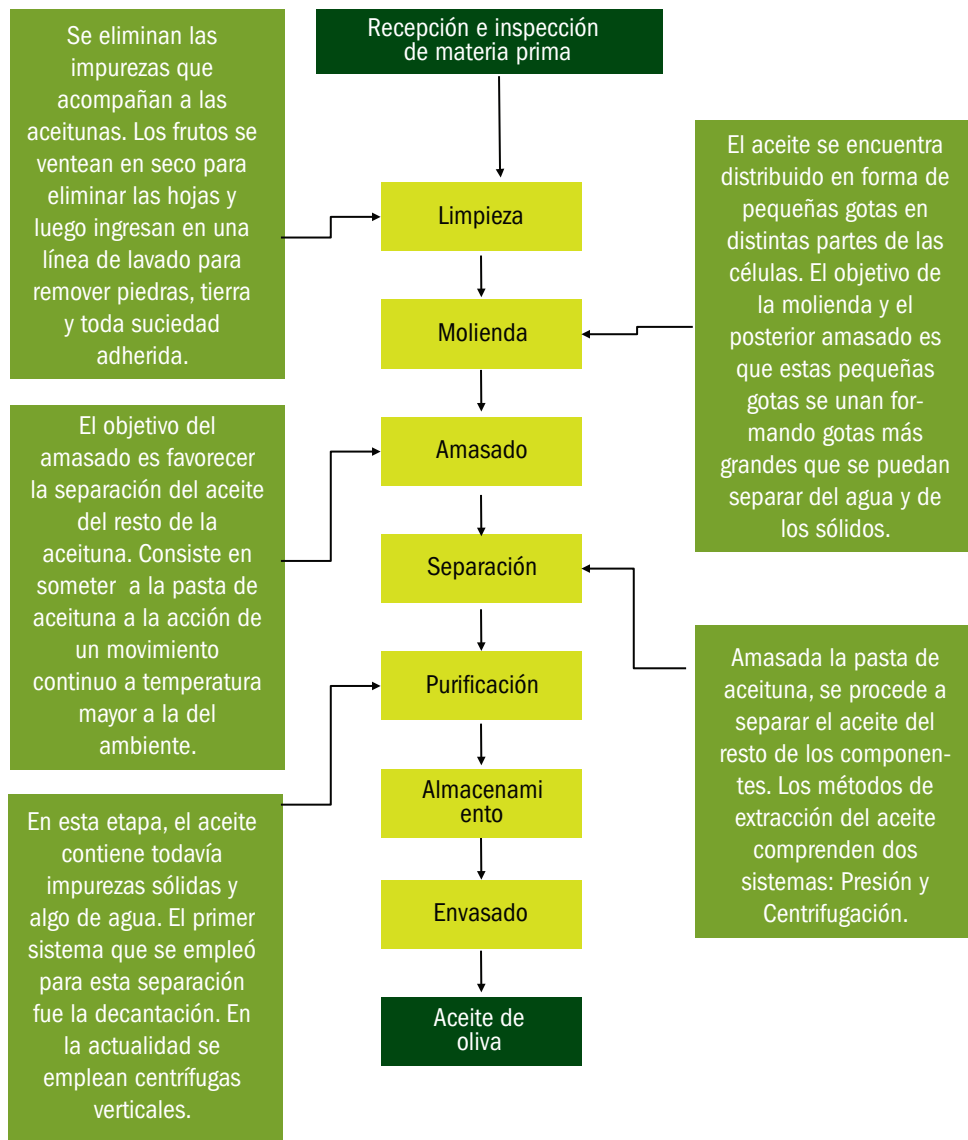 Recepción e inspección
de materia prima
Se eliminan las
impurezas que
acompañan a las
aceitunas. Los frutos se
ventean en seco para
eliminar las hojas y
luego ingresan en una
línea de lavado para
remover piedras, tierra
y toda suciedad
adherida.
Limpieza
El aceite se encuentra
distribuido en forma de
pequeñas gotas en
distintas partes de las
células. El objetivo de
la molienda y el
posterior amasado es
que estas pequeñas
gotas se unan for-
mando gotas más
grandes que se puedan
separar del agua y de
los sólidos.
Molienda
El objetivo del
amasado es favorecer
la separación del aceite
del resto de la
aceituna. Consiste en
someter a la pasta de
aceituna a la acción de
un movimiento
continuo a temperatura
mayor a la del
ambiente.
Amasado
Separación
Amasada la pasta de
aceituna, se procede a
separar el aceite del
resto de los componen-
tes. Los métodos de
extracción del aceite
comprenden dos
sistemas: Presión y
Centrifugación.
Purificación
En esta etapa, el aceite
contiene todavía
impurezas sólidas y
algo de agua. El primer
sistema que se empleó
para esta separación
fue la decantación. En
la actualidad se
emplean centrífugas
verticales.
Almacenami
ento
Envasado
Aceite de
oliva